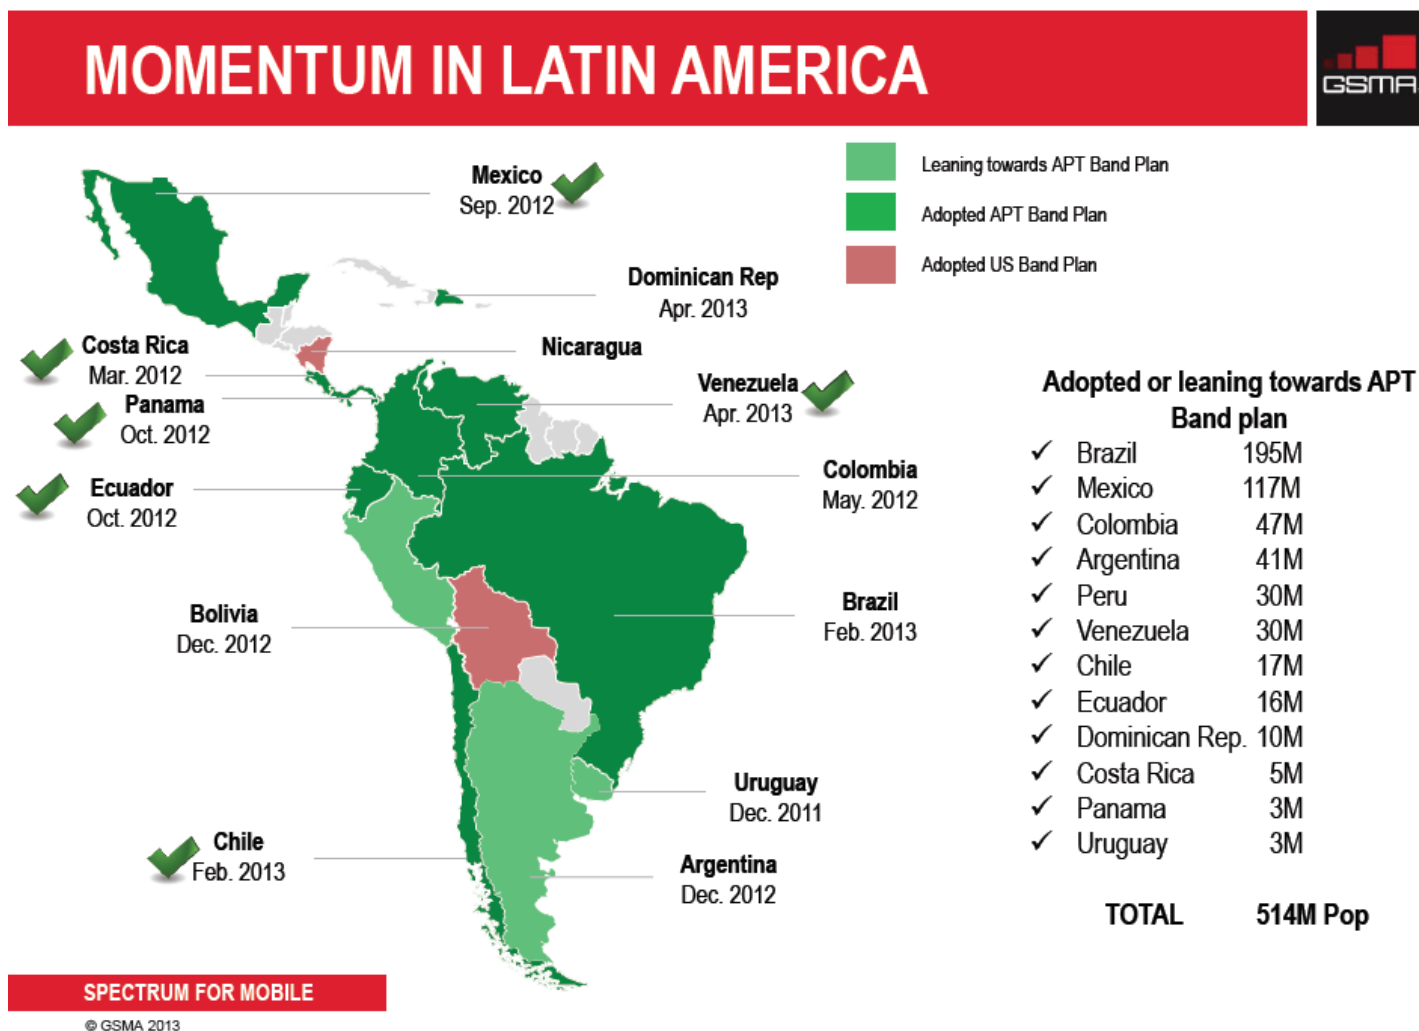 MOMENTUM IN LATIN AMERICA
GSMA
Leaning towards APT Band Plan
Adopted APT Band Plan
Adopted US Band Plan
Mexico
Sep. 2012
Dominican Rep
Apr. 2013
Costa Rica
Mar. 2012
Nicaragua
Panama
Oct. 2012
Venezuela
Apr. 2013
Ecuador
Oct. 2012
Colombia
May. 2012
Bolivia
Dec. 2012
Brazil
Feb. 2013
Uruguay
Dec. 2011
Chile
Feb. 2013
Argentina
Dec. 2012
Adopted or leaning towards APT
Band plan
✓ Brazil 195M
✓ Mexico 117M
✓ Colombia 47M
✓ Argentina 41M
✓ Peru 30M
✓ Venezuela 30M
✓ Chile 17M
✓ Ecuador 16M
✓ Dominican Rep. 10M
✓ Costa Rica 5M
✓ Panama 3M
✓ Uruguay 3M
TOTAL 514M Pop
SPECTRUM FOR MOBILE
© GSMA 2013